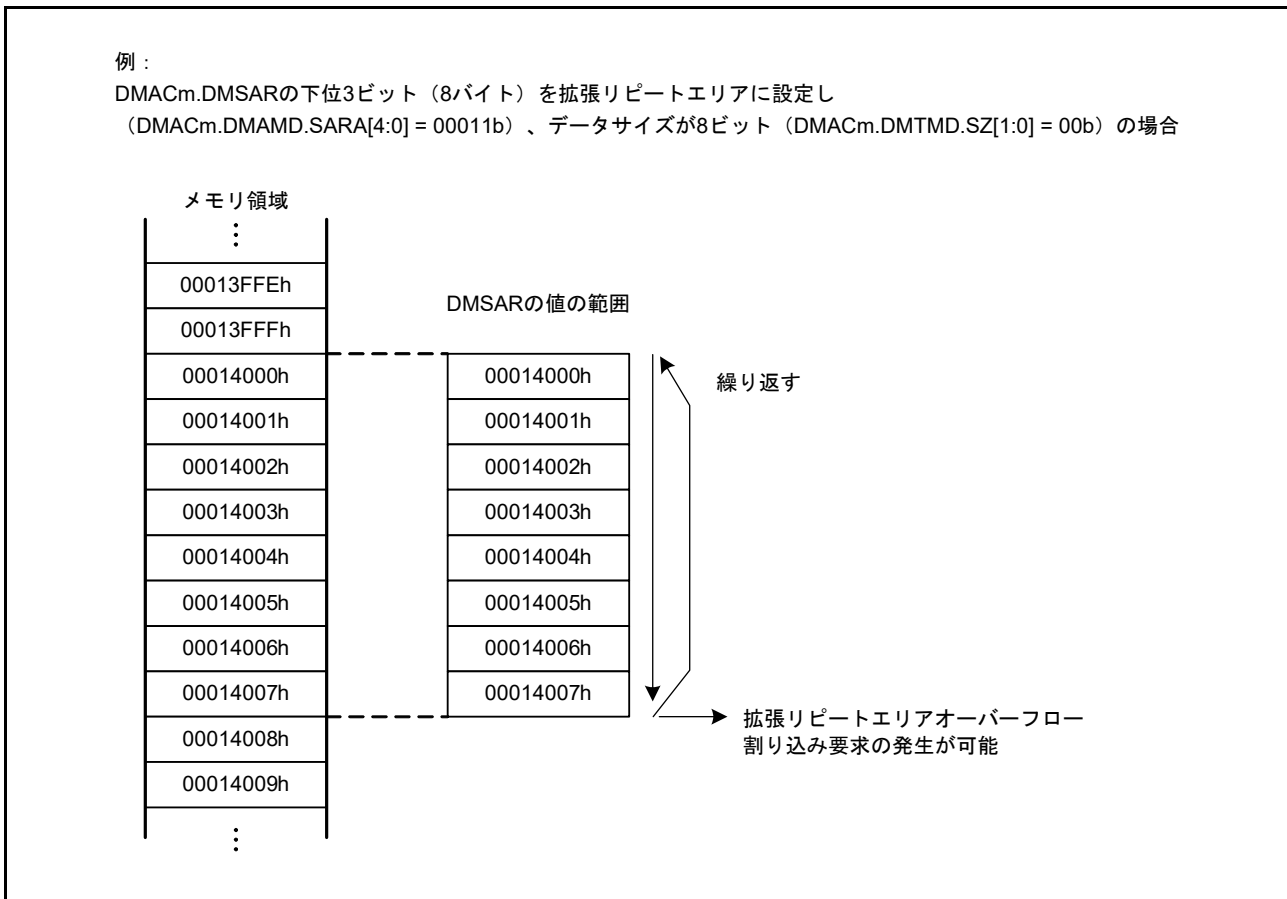 例：
DMACm.DMSARの下位3ビット（8バイト）を拡張リピートエリアに設定し
（DMACm.DMAMD.SARA[4:0] = 00011b）、データサイズが8ビット（DMACm.DMTMD.SZ[1:0] = 00b）の場合
メモリ領域
00013FFEh
00013FFFh
00014000h
00014001h
00014002h
00014003h
00014004h
00014005h
00014006h
00014007h
00014008h
00014009h
DMSARの値の範囲
00014000h
00014001h
00014002h
00014003h
00014004h
00014005h
00014006h
00014007h
繰り返す
拡張リピートエリアオーバーフロー
割り込み要求の発生が可能